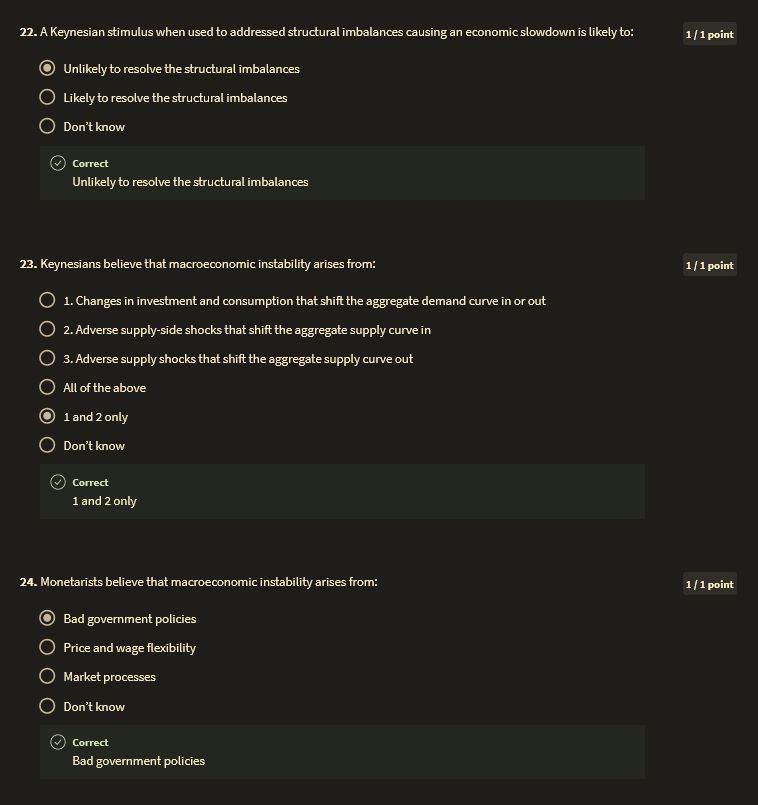 22. A Keynesian stimulus when used to addressed structural imbalances causing an economic slowdown is likely to:
1 / 1 point
Unlikely to resolve the structural imbalances
Likely to resolve the structural imbalances
Don't know
Correct
Unlikely to resolve the structural imbalances
23. Keynesians believe that macroeconomic instability arises from:
1 / 1 point
1. Changes in investment and consumption that shift the aggregate demand curve in or out
2. Adverse supply-side shocks that shift the aggregate supply curve in
3. Adverse supply shocks that shift the aggregate supply curve out
All of the above
1 and 2 only
Don't know
Correct
1 and 2 only
24. Monetarists believe that macroeconomic instability arises from:
1 / 1 point
Bad government policies
Price and wage flexibility
Market processes
Don't know
Correct
Bad government policies